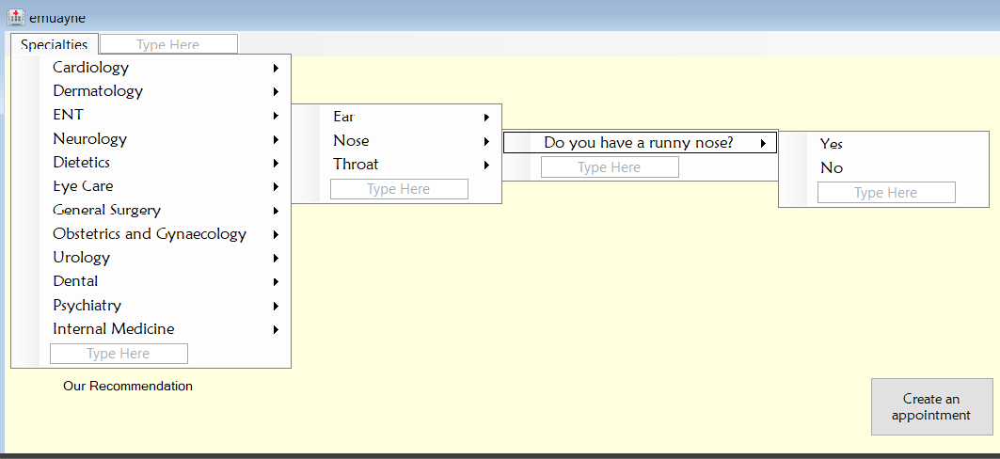 emuayne
Specialties
Type Here
Cardiology
Dermatology
ENT
Neurology
Dietetics
Eye Care
General Surgery
Obstetrics and Gynaecology
Urology
Dental
Psychiatry
Internal Medicine
Type Here
Ear
Nose
Throat
Type Here
Do you have a runny nose?
Type Here
Yes
No
Type Here
Our Recommendation
Create an
appointment